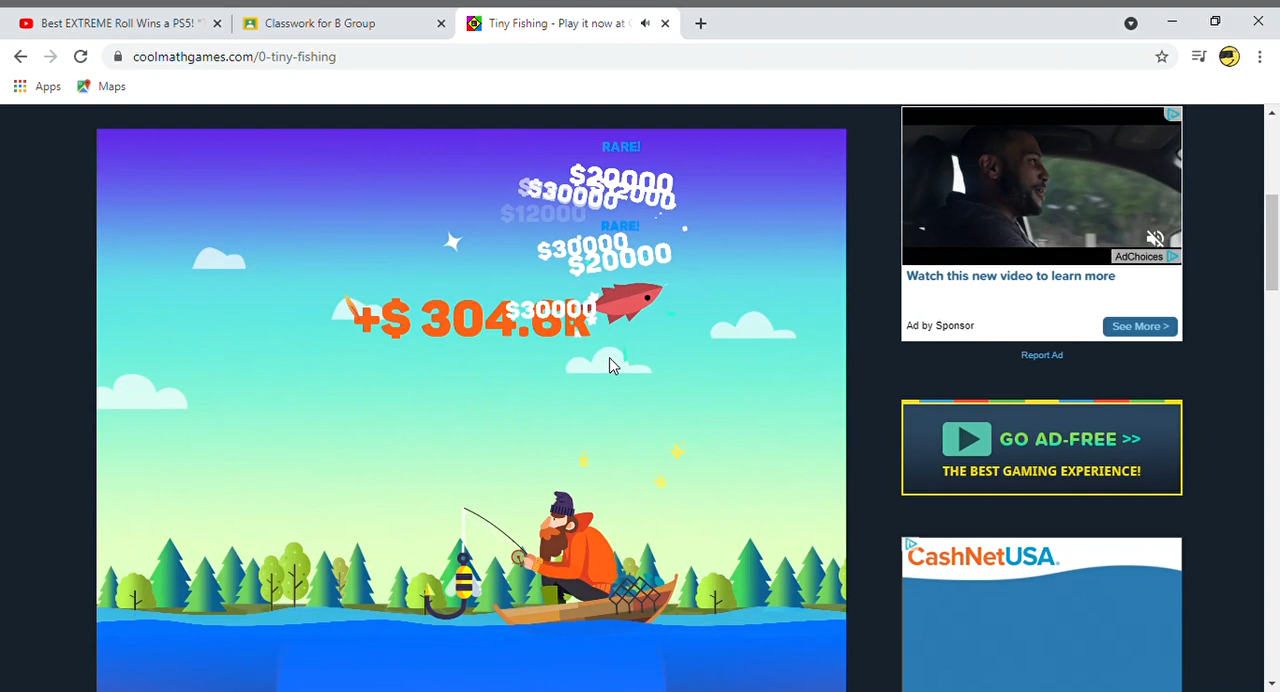 Best EXTREME Roll Wins a PS5! "
Classwork for B Group
Tiny Fishing - Play it now at
coolmathgames.com/0-tiny-fishing
Apps
Maps
RARE!
$20000
$30000
$12000
$12000
RARE!
$30000
$20000
$30000
+$ 304.6K
AdChoices
Watch this new video to learn more
Ad by Sponsor
See More >
Report Ad
GO AD-FREE >>
THE BEST GAMING EXPERIENCE!
CashNetUSA.